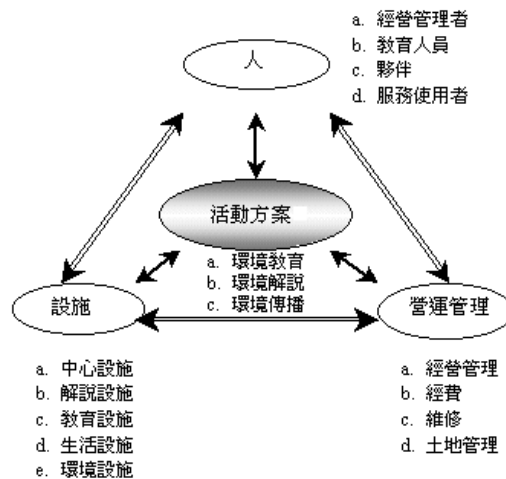 人
a. 經營管理者
b. 教育人員
c. 夥伴
d. 服務使用者
活動方案
a. 環境教育
b. 環境解說
c. 環境傳播
設施
a. 中心設施
b. 解說設施
c. 教育設施
d. 生活設施
e. 環境設施
營運管理
a. 經營管理
b. 經費
c. 維修
d. 土地管理